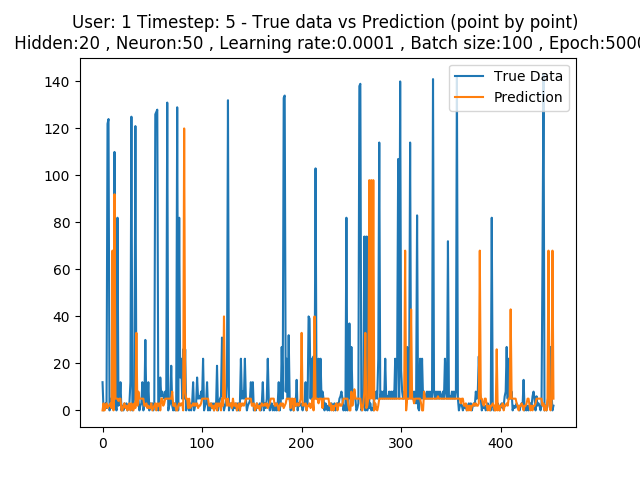 User: 1 Timestep: 5 - True data vs Prediction (point by point)
Hidden:20 , Neuron:50 , Learning rate:0.0001 , Batch size:100 , Epoch:5000
True Data
Prediction
140
120
100
80
60
40
20
0
0 100 200 300 400